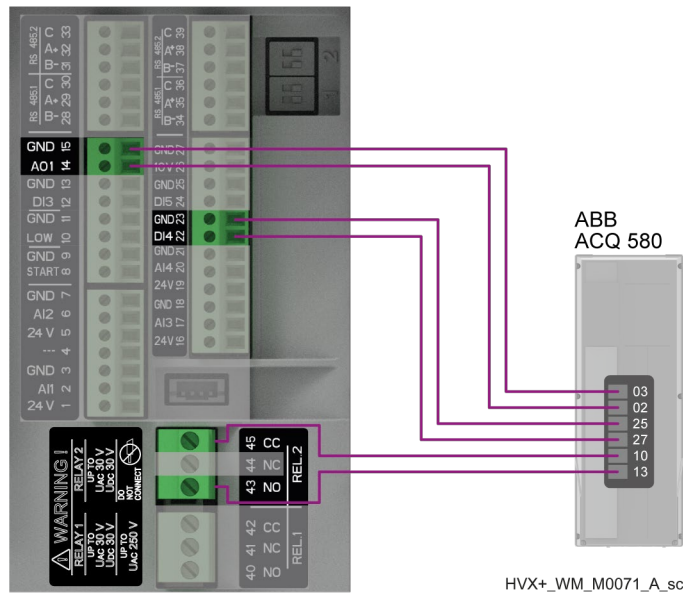 RS 485.2
C 33
A+ 32
B- 31
RS 485.1
C 30
A+ 29
B- 28
GND 15
AO1 14
GND 13
DI3 12
GND 11
LOW 10
GND 9
START 8
GND 7
AI2 6
24 V 5
--- 4
GND 3
AI1 2
24 V 1
RS 485.2
C 39
A+ 38
B- 37
RS 485.1
C 36
A+ 35
B- 34
GND 27
10V 26
GND 25
DI5 24
GND 23
DI4 22
GND 21
AI4 20
24V 19
GND 18
AI3 17
24V 16
1 2
ABB
ACQ 580
03
02
25
27
10
13
WARNING!
RELAY 1
UP TO
UAC 30 V
UDC 30 V
UP TO
UAC 250 V
RELAY 2
UP TO
UAC 30 V
UDC 30 V
DO
NOT
CONNECT
45 CC
44 NC
43 NO
REL.2
42 CC
41 NC
40 NO
REL.1
HVX+_WM_M0071_A_sc